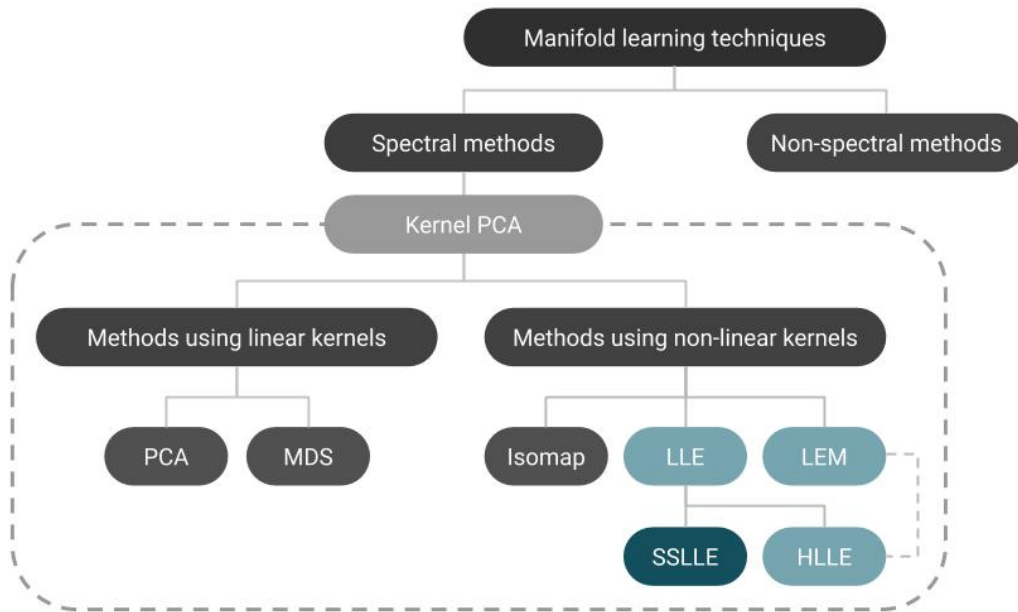 Manifold learning techniques
Spectral methods
Non-spectral methods
Kernel PCA
Methods using linear kernels
Methods using non-linear kernels
PCA
MDS
Isomap
LLE
LEM
SSLLE
HLLE